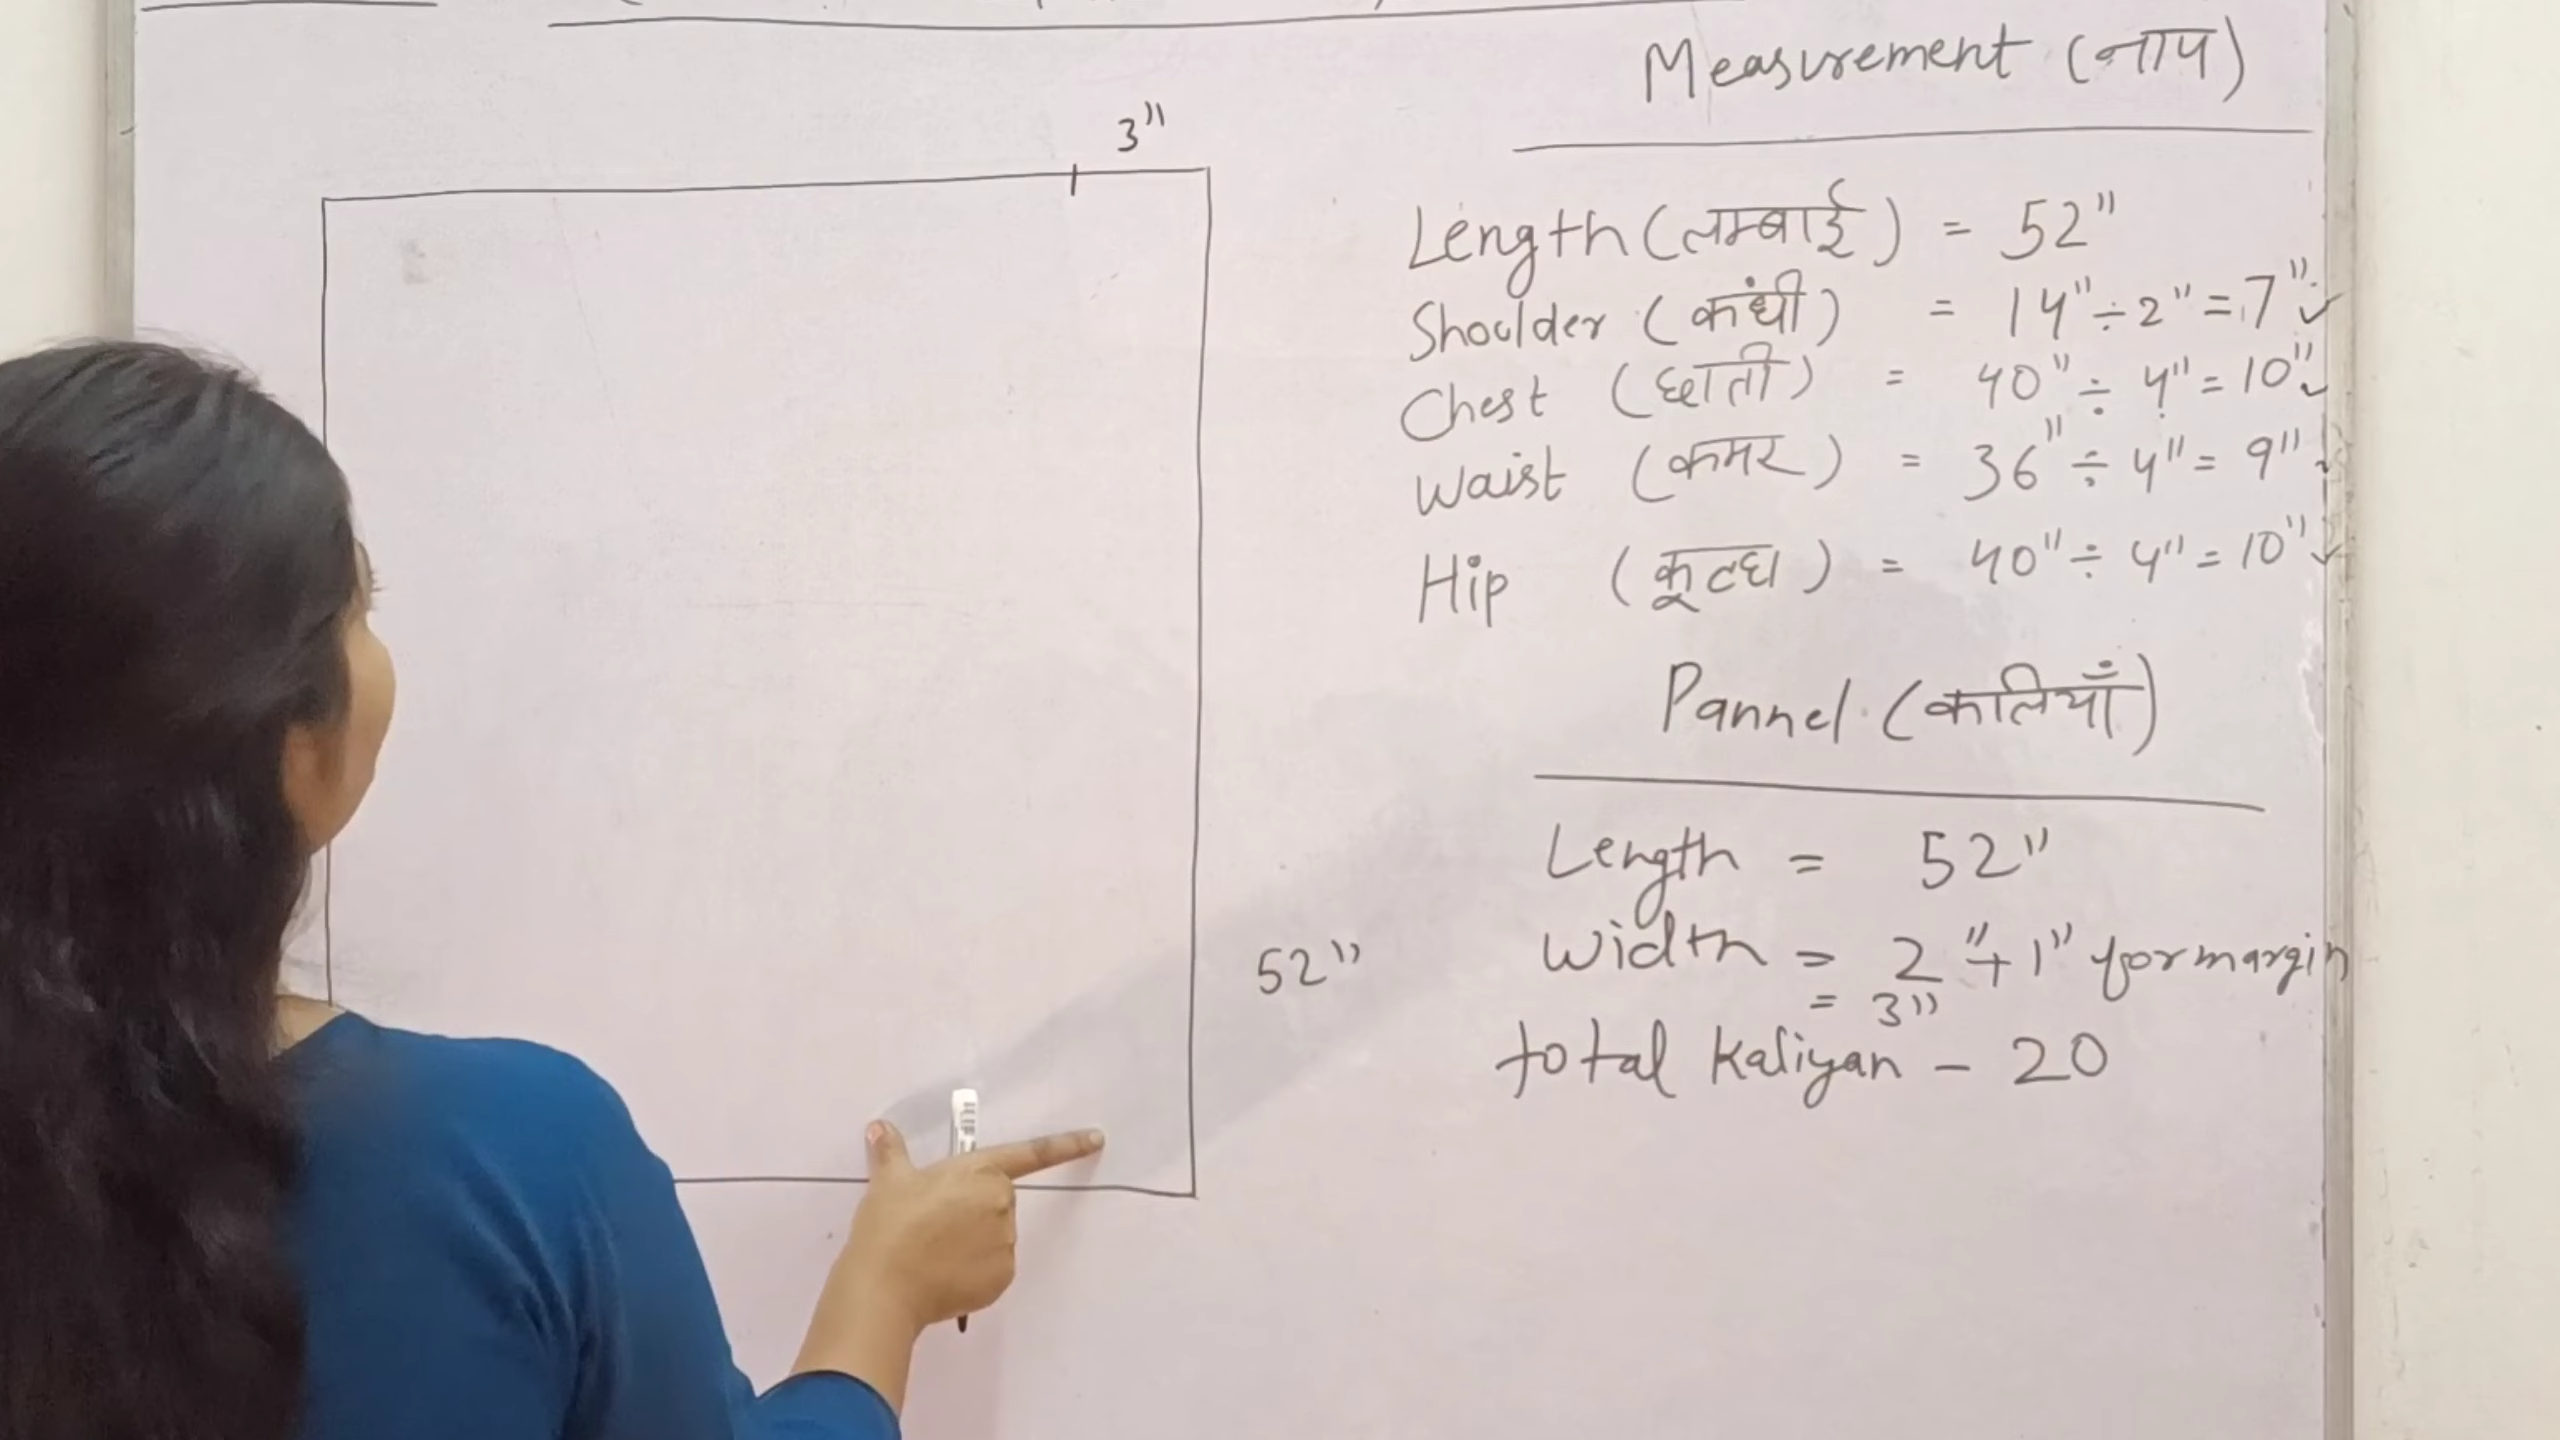 3"
52"
Measurement (नाप)
Length (लम्बाई) = 52"
Shoulder (कंधी) = 14" ÷ 2" = 7" ✓
Chest (छाती) = 40" ÷ 4" = 10" ✓
Waist (कमर) = 36" ÷ 4" = 9" ✓
Hip (कूल्हा) = 40" ÷ 4" = 10" ✓
Pannel (कलियाँ)
Length = 52"
Width = 2" + 1" for margin
= 3"
total Kaliyan - 20